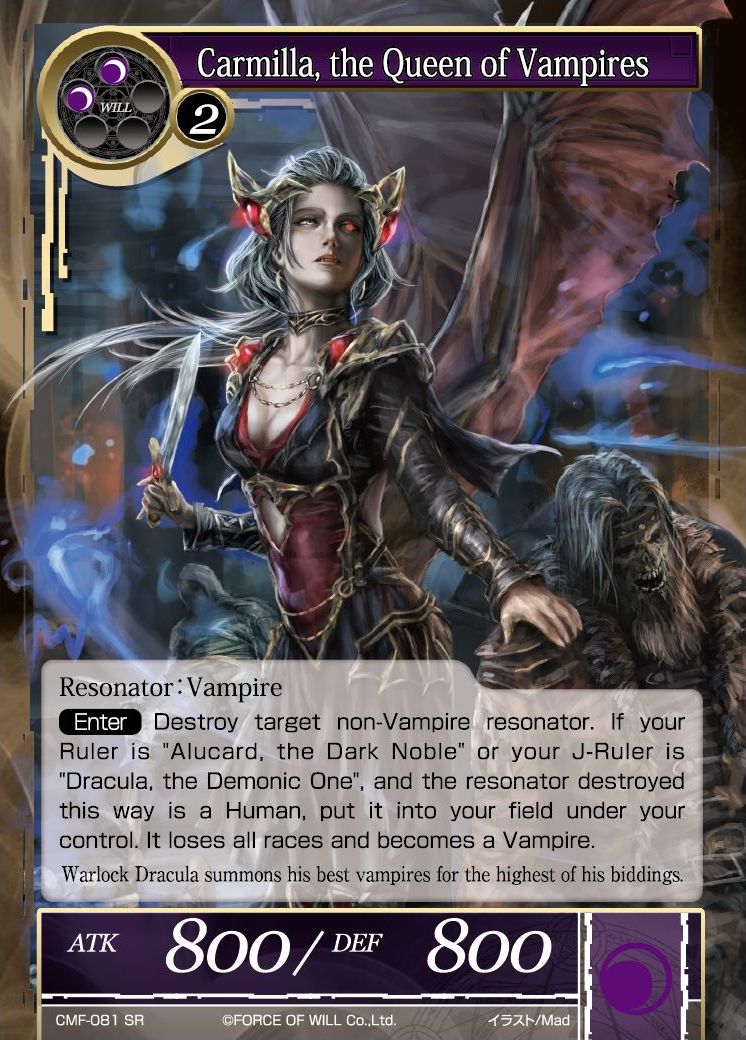 Carmilla, the Queen of Vampires
WILL
2
Resonator:Vampire
Enter Destroy target non-Vampire resonator. If your
Ruler is "Alucard, the Dark Noble" or your J-Ruler is
"Dracula, the Demonic One", and the resonator destroyed
this way is a Human, put it into your field under your
control. It loses all races and becomes a Vampire.
Warlock Dracula summons his best vampires for the highest of his biddings.
ATK 800/ DEF 800
CMF-081 SR ©FORCE OF WILL Co.,Ltd. イラスト/Mad